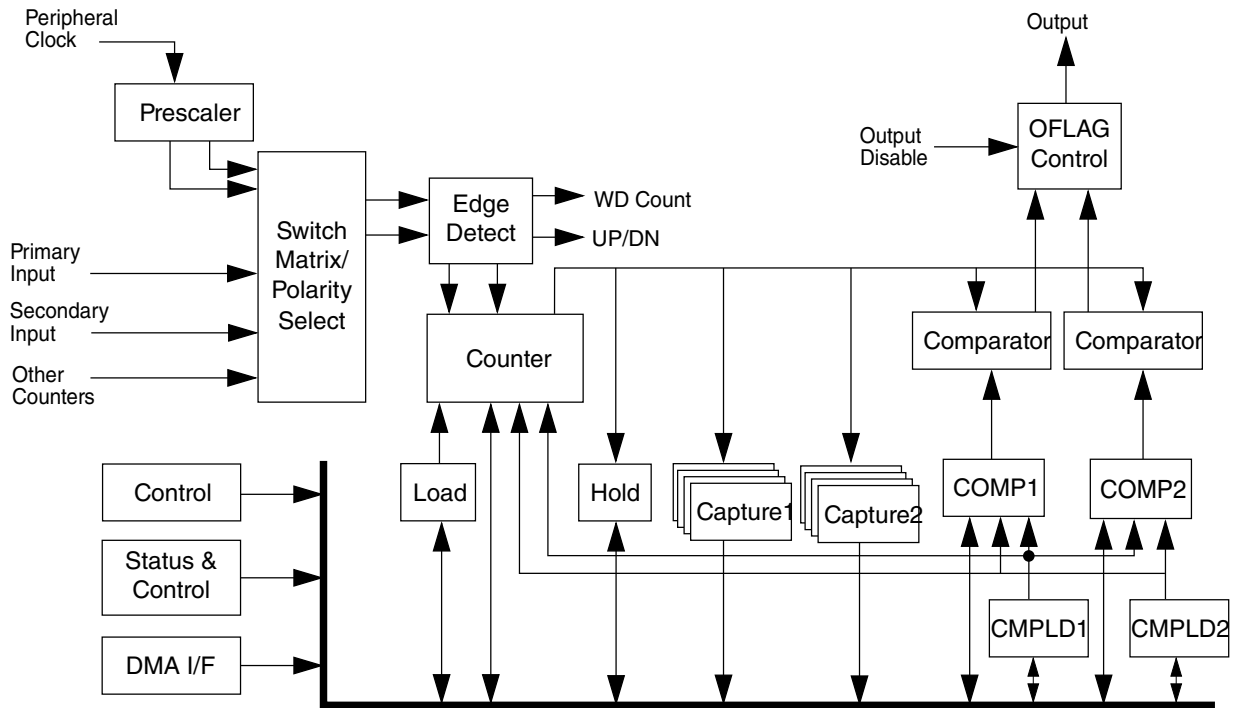 Peripheral
Clock
Prescaler
Output
OFLAG
Control
Output
Disable
Switch
Matrix/
Polarity
Select
Edge
Detect
WD Count
UP/DN
Primary
Input
Secondary
Input
Other
Counters
Counter
Comparator
Comparator
Control
Load
Hold
Capture1
Capture2
COMP1
COMP2
Status &
Control
DMA I/F
CMPLD1
CMPLD2